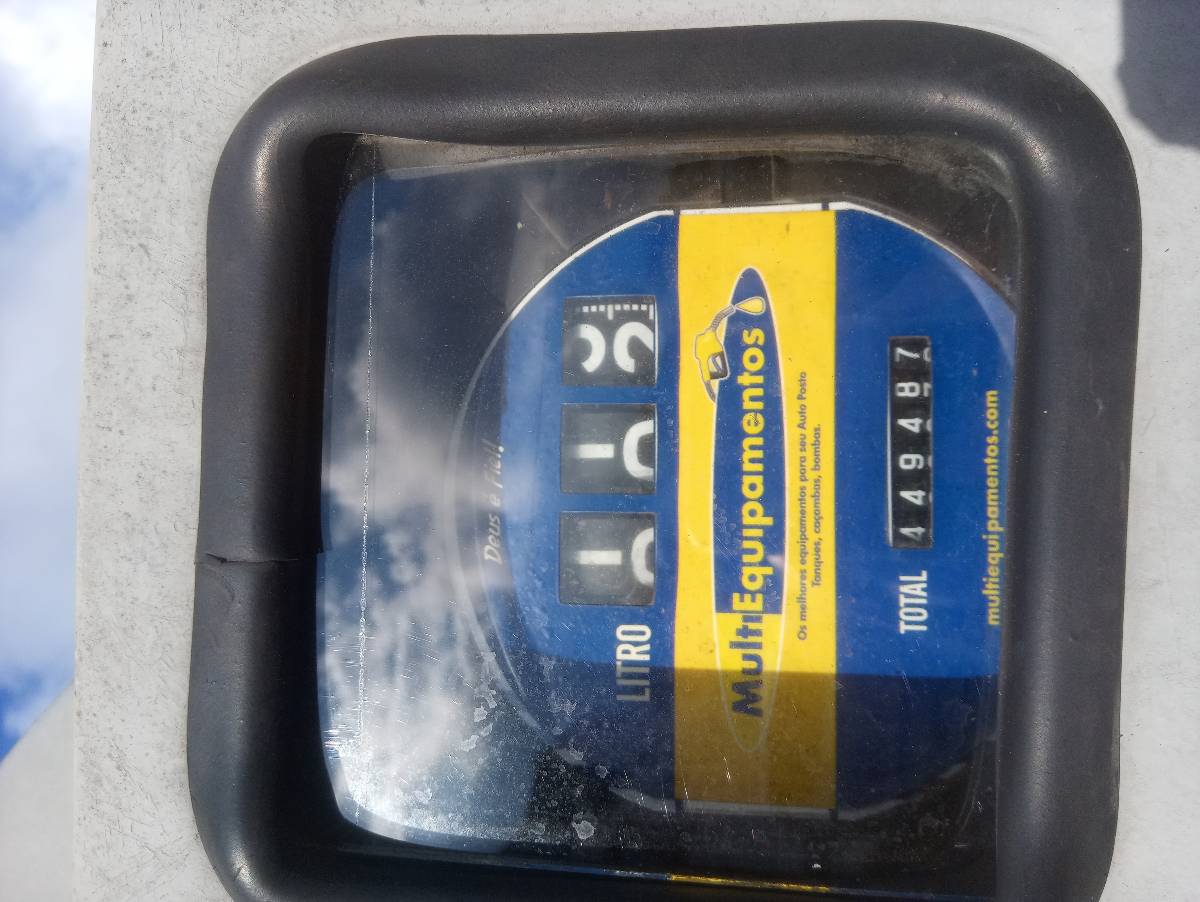 Deus é Fiel!
LITRO
MultiEquipamentos
Os melhores equipamentos para seu Auto Posto
Tanques, caçambas, bombas.
TOTAL 449487
multiequipamentos.com